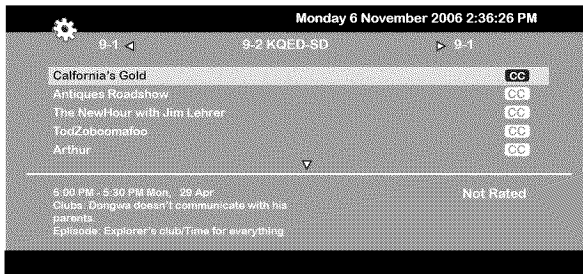 Monday 6 November 2006 2:36:26 PM
9-1 9-2 KQED-SD 9-1
Calfornia's Gold CC
Antiques Roadshow CC
The NewHour with Jim Lehrer CC
TodZoboomafoo CC
Arthur CC
5:00 PM - 5:30 PM Mon, 29 Apr Not Rated
Clubs: Dongwa doesn't communicate with his
parents.
Eplisode: Explorer's club/Time for everything